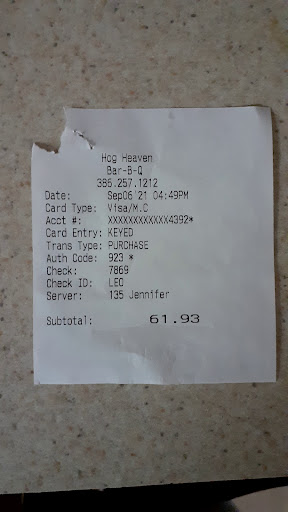 Hog Heaven
Bar-B-Q
386.257.1212
Date: Sep06'21 04:49PM
Card Type: Visa/M.C
Acct #: XXXXXXXXXXXX4392*
Card Entry: KEYED
Trans Type: PURCHASE
Auth Code: 923 *
Check: 7869
Check ID: LEO
Server: 135 Jennifer
Subtotal: 61.93